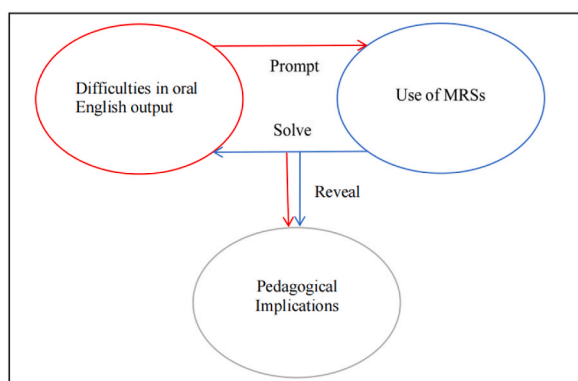 Prompt
Difficulties in oral
English output
Use of MRSs
Solve
Reveal
Pedagogical
Implications